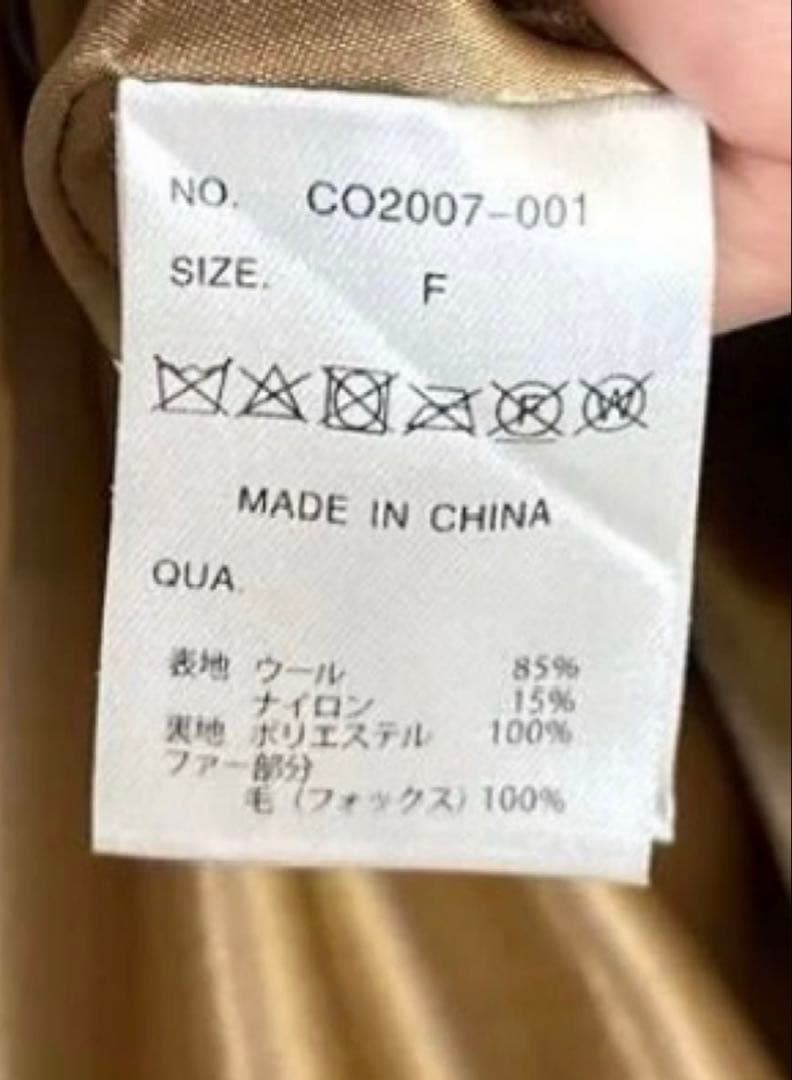 NO. CO2007-001
SIZE. F
MADE IN CHINA
QUA.
表地 ウール 85%
ナイロン 15%
裏地 ポリエステル 100%
ファー部分
毛(フォックス) 100%